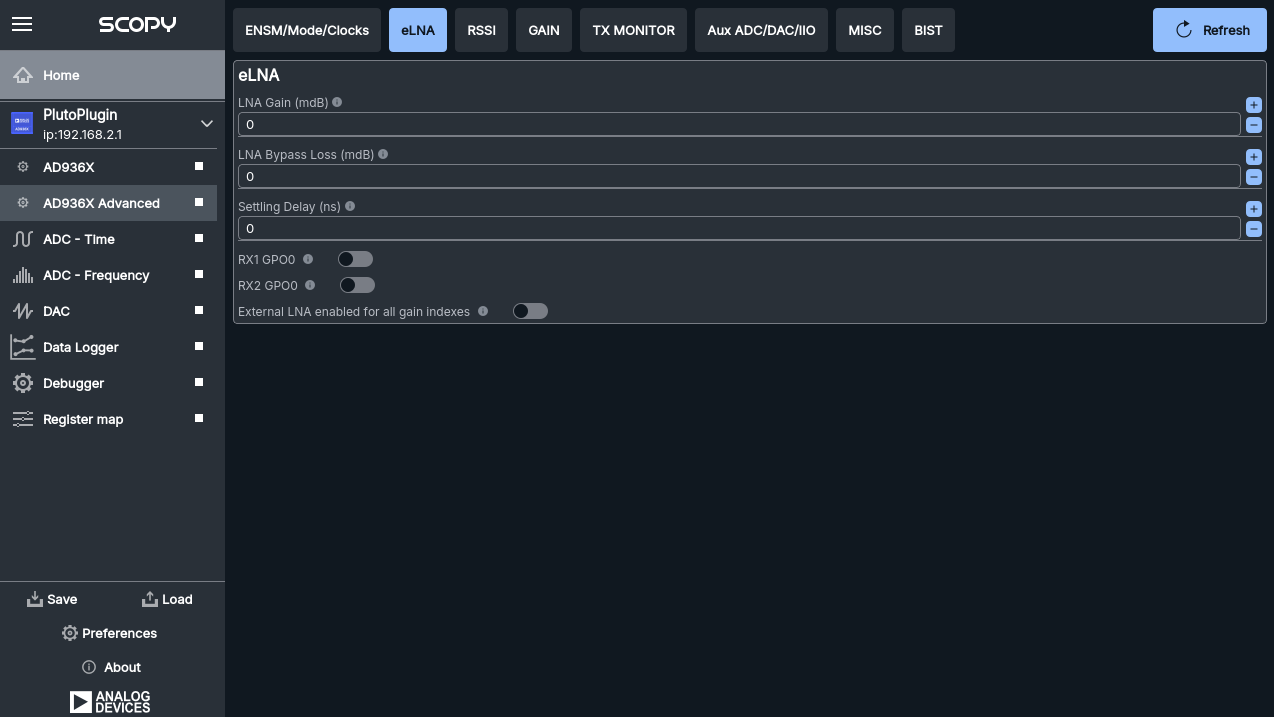 SCOPY
ENSM/Mode/Clocks
eLNA
RSSI
GAIN
TX MONITOR
Aux ADC/DAC/IIO
MISC
BIST
Refresh
Home
PlutoPlugin
ip:192.168.2.1
AD936X
AD936X Advanced
ADC - Time
ADC - Frequency
DAC
Data Logger
Debugger
Register map
Save
Load
Preferences
About
ANALOG
DEVICES
eLNA
LNA Gain (mdB)
0
LNA Bypass Loss (mdB)
0
Settling Delay (ns)
0
RX1 GPO0
RX2 GPO0
External LNA enabled for all gain indexes